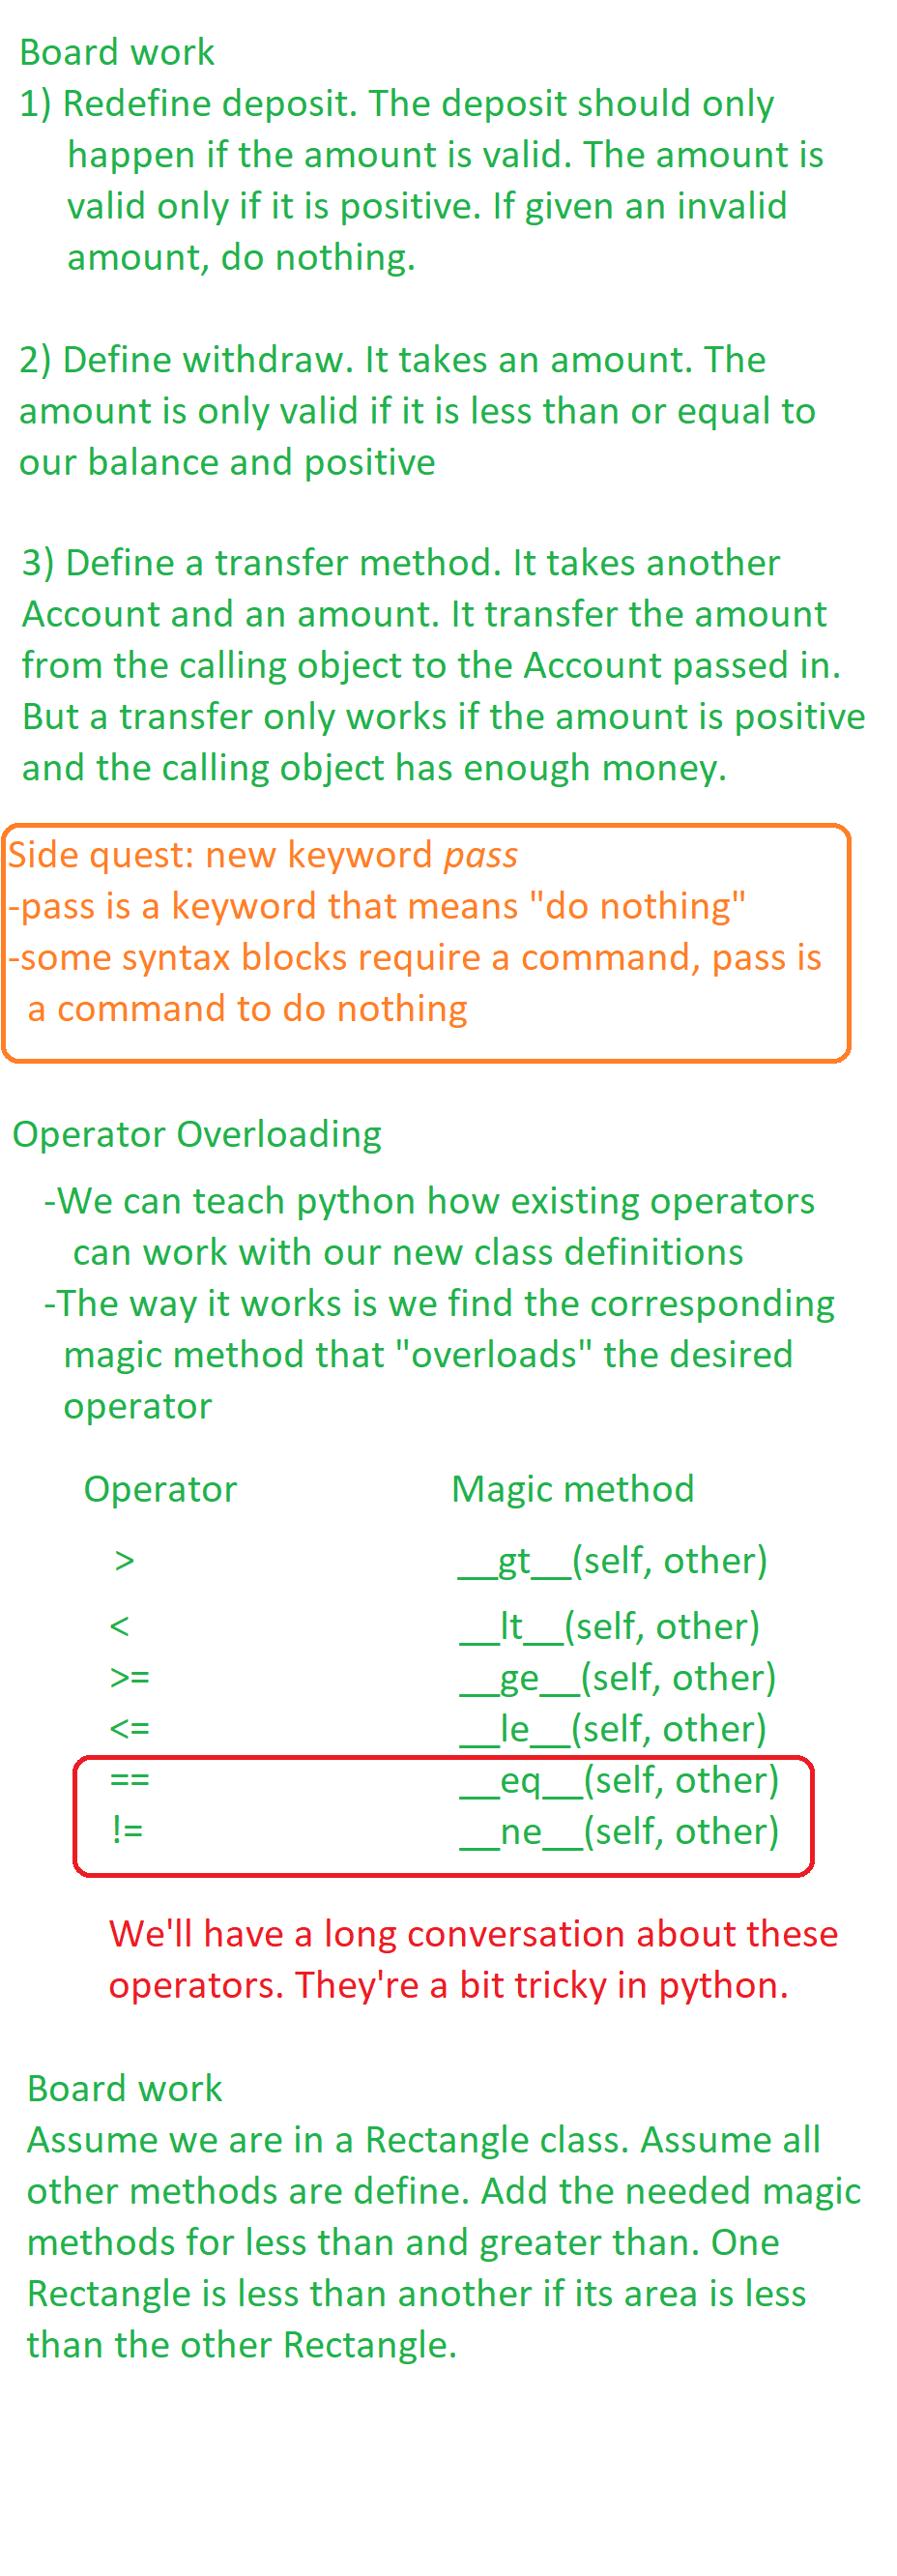 Board work
1) Redefine deposit. The deposit should only
happen if the amount is valid. The amount is
valid only if it is positive. If given an invalid
amount, do nothing.
2) Define withdraw. It takes an amount. The
amount is only valid if it is less than or equal to
our balance and positive
3) Define a transfer method. It takes another
Account and an amount. It transfer the amount
from the calling object to the Account passed in.
But a transfer only works if the amount is positive
and the calling object has enough money.
Side quest: new keyword pass
-pass is a keyword that means "do nothing"
-some syntax blocks require a command, pass is
a command to do nothing
Operator Overloading
-We can teach python how existing operators
can work with our new class definitions
-The way it works is we find the corresponding
magic method that "overloads" the desired
operator
Operator Magic method
> __gt__(self, other)
< __lt__(self, other)
>= __ge__(self, other)
<= __le__(self, other)
== __eq__(self, other)
!= __ne__(self, other)
We'll have a long conversation about these
operators. They're a bit tricky in python.
Board work
Assume we are in a Rectangle class. Assume all
other methods are define. Add the needed magic
methods for less than and greater than. One
Rectangle is less than another if its area is less
than the other Rectangle.